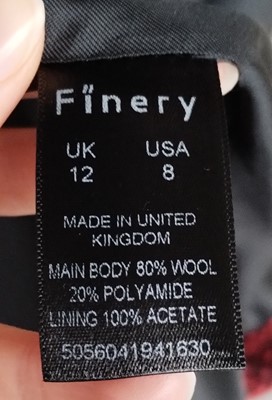 Finery
UK USA
12 8
MADE IN UNITED
KINGDOM
MAIN BODY 80% WOOL
20% POLYAMIDE
LINING 100% ACETATE
5056041941630